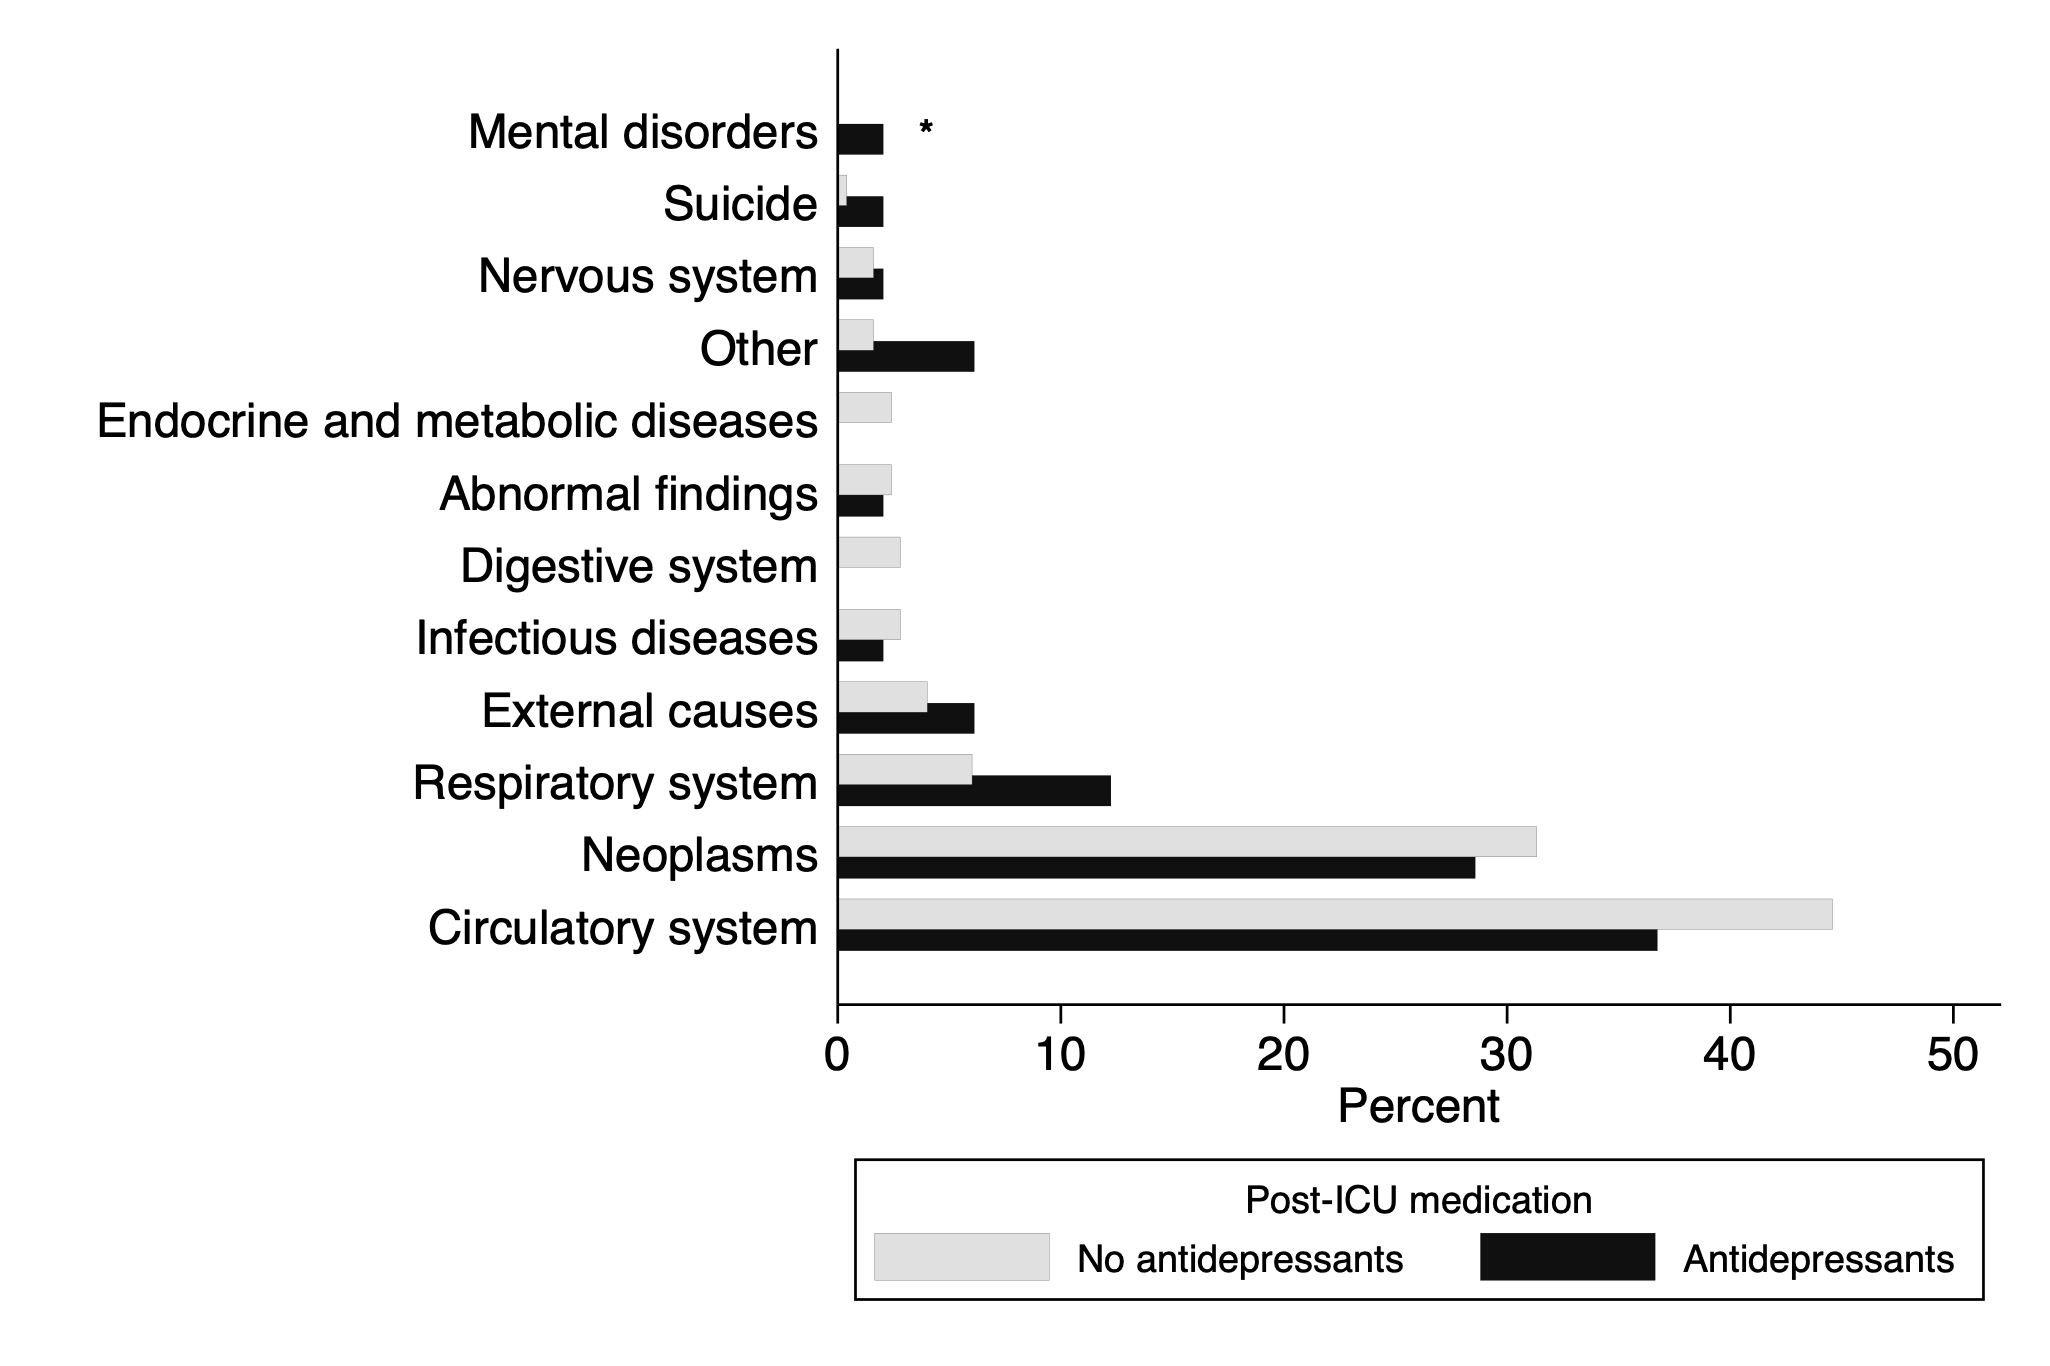 Mental disorders *
Suicide
Nervous system
Other
Endocrine and metabolic diseases
Abnormal findings
Digestive system
Infectious diseases
External causes
Respiratory system
Neoplasms
Circulatory system
0 10 20 30 40 50
Percent
Post-ICU medication
No antidepressants Antidepressants